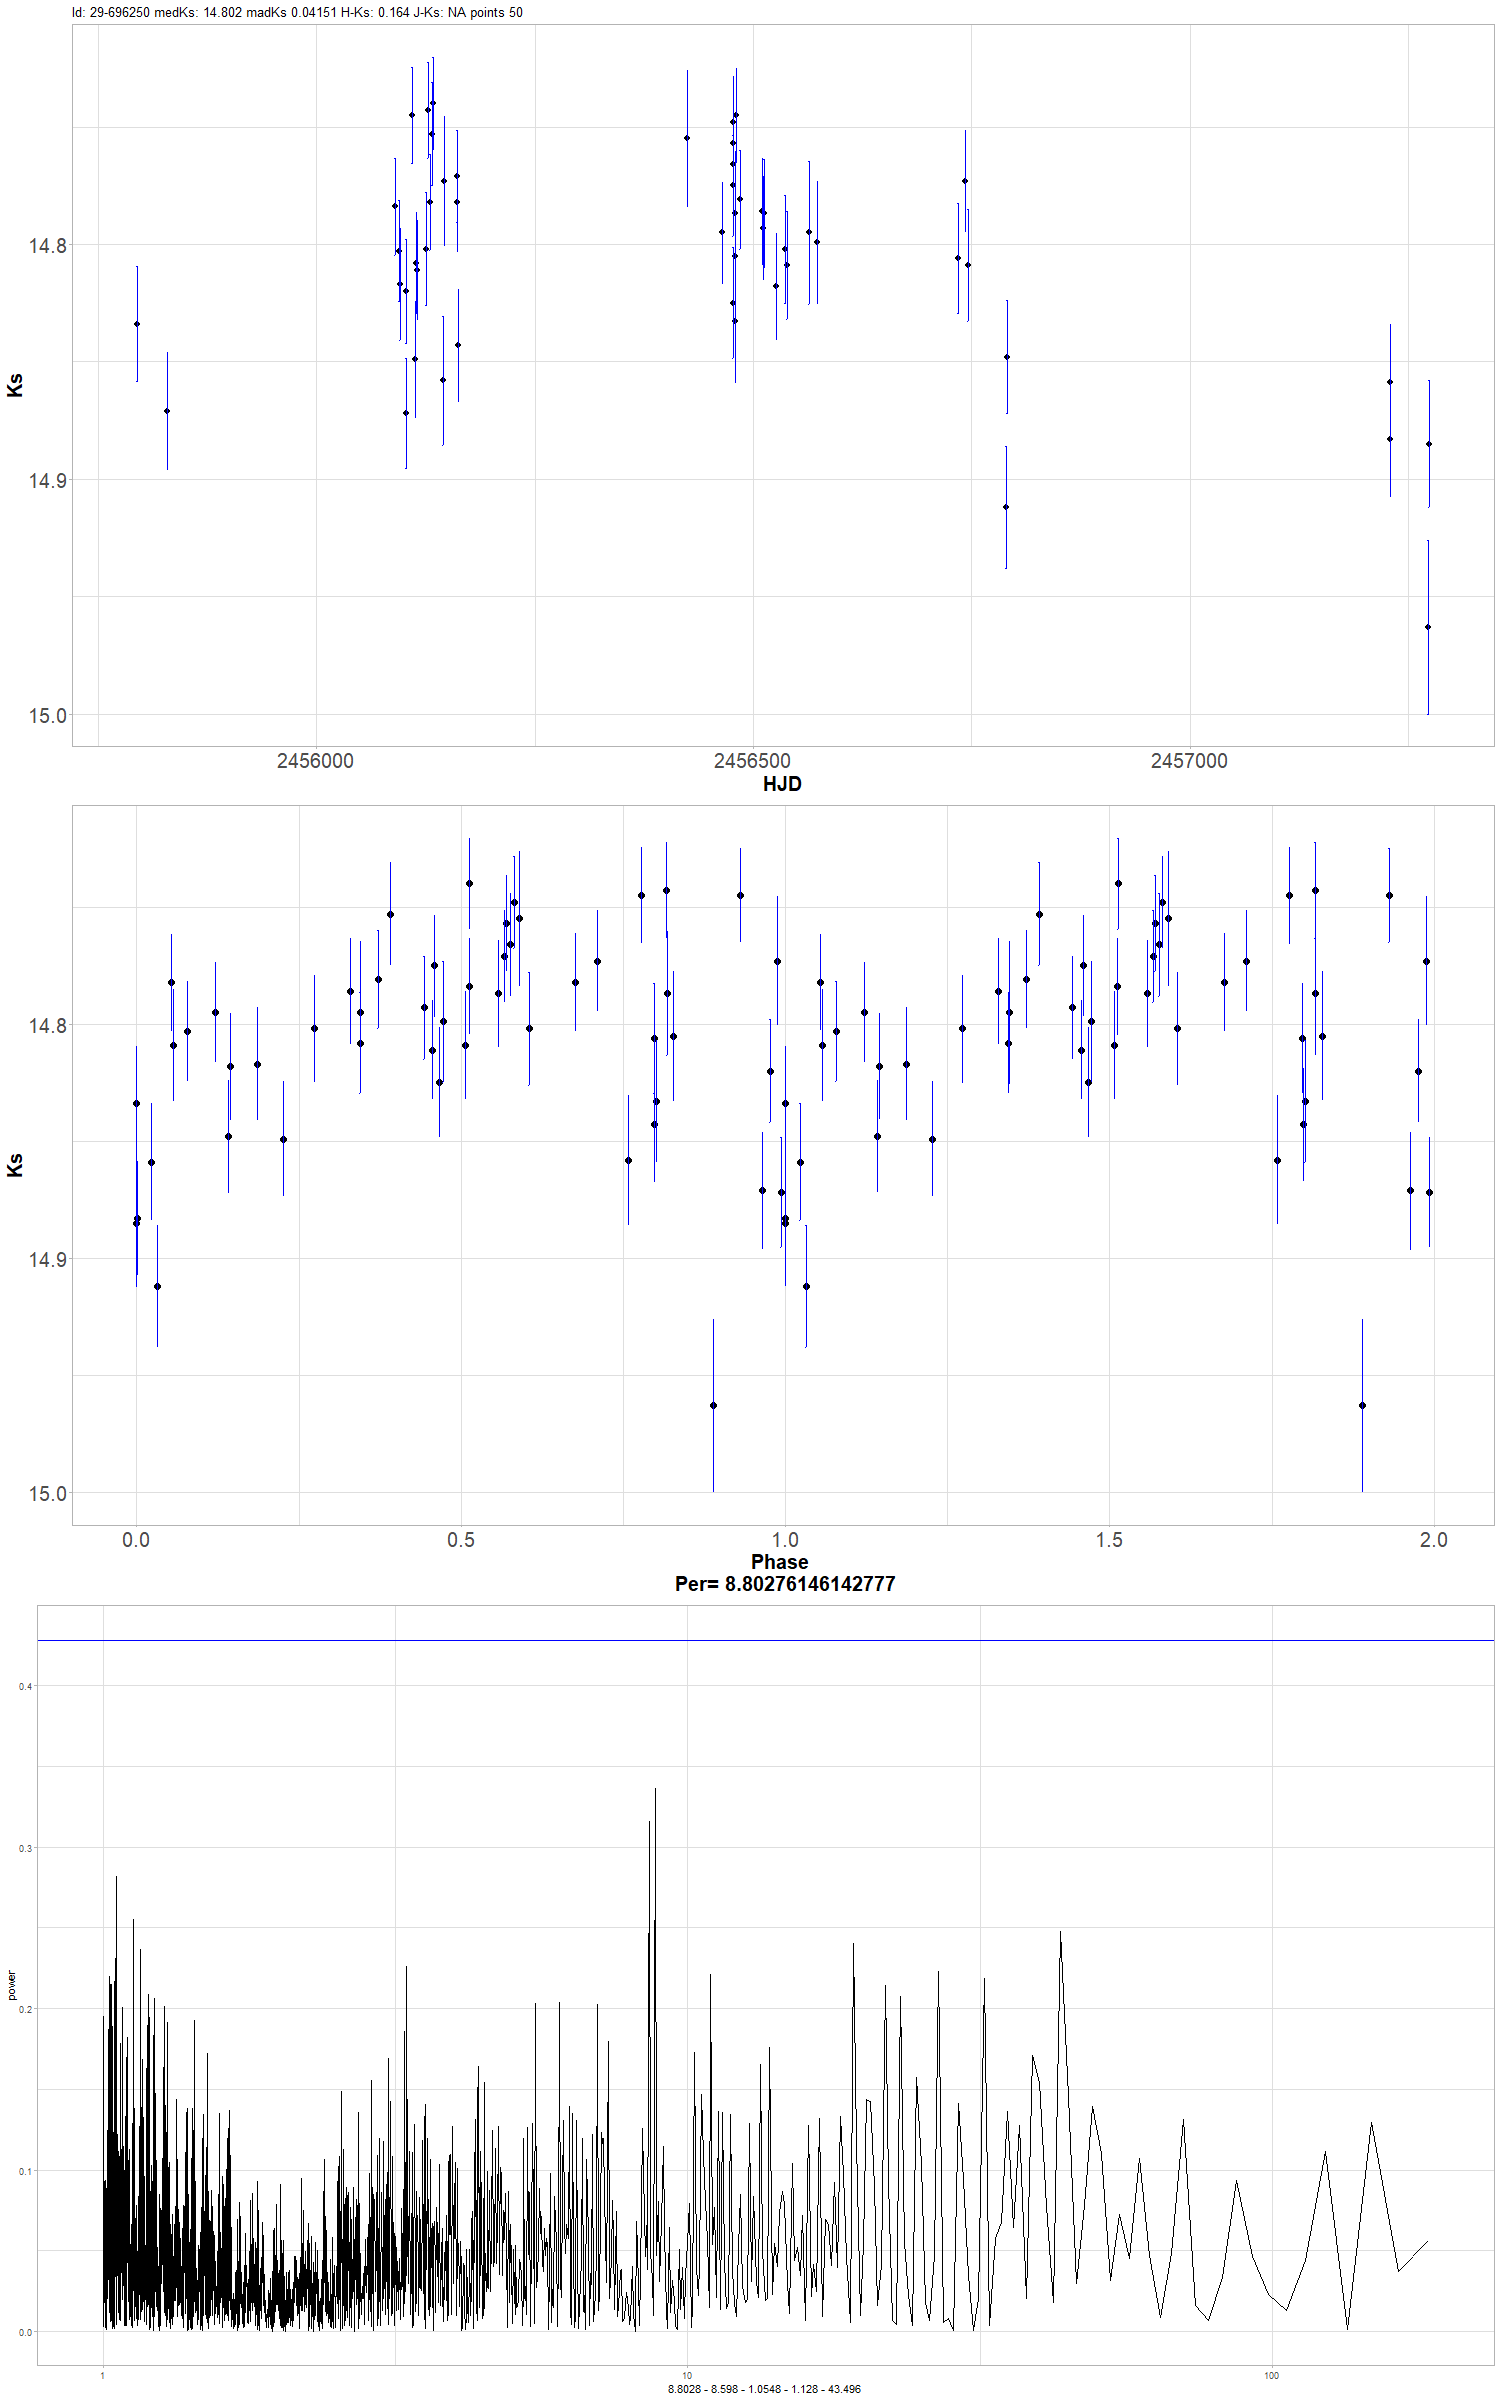 Id: 29-696250 medKs: 14.802 madKs 0.04151 H-Ks: 0.164 J-Ks: NA points 50
14.8
14.9
15.0
Ks
2456000 2456500 2457000
HJD
14.8
14.9
15.0
Ks
0.0 0.5 1.0 1.5 2.0
Phase
Per= 8.80276146142777
0.4
0.3
0.2
0.1
0.0
power
1 10 100
8.8028 - 8.598 - 1.0548 - 1.128 - 43.496